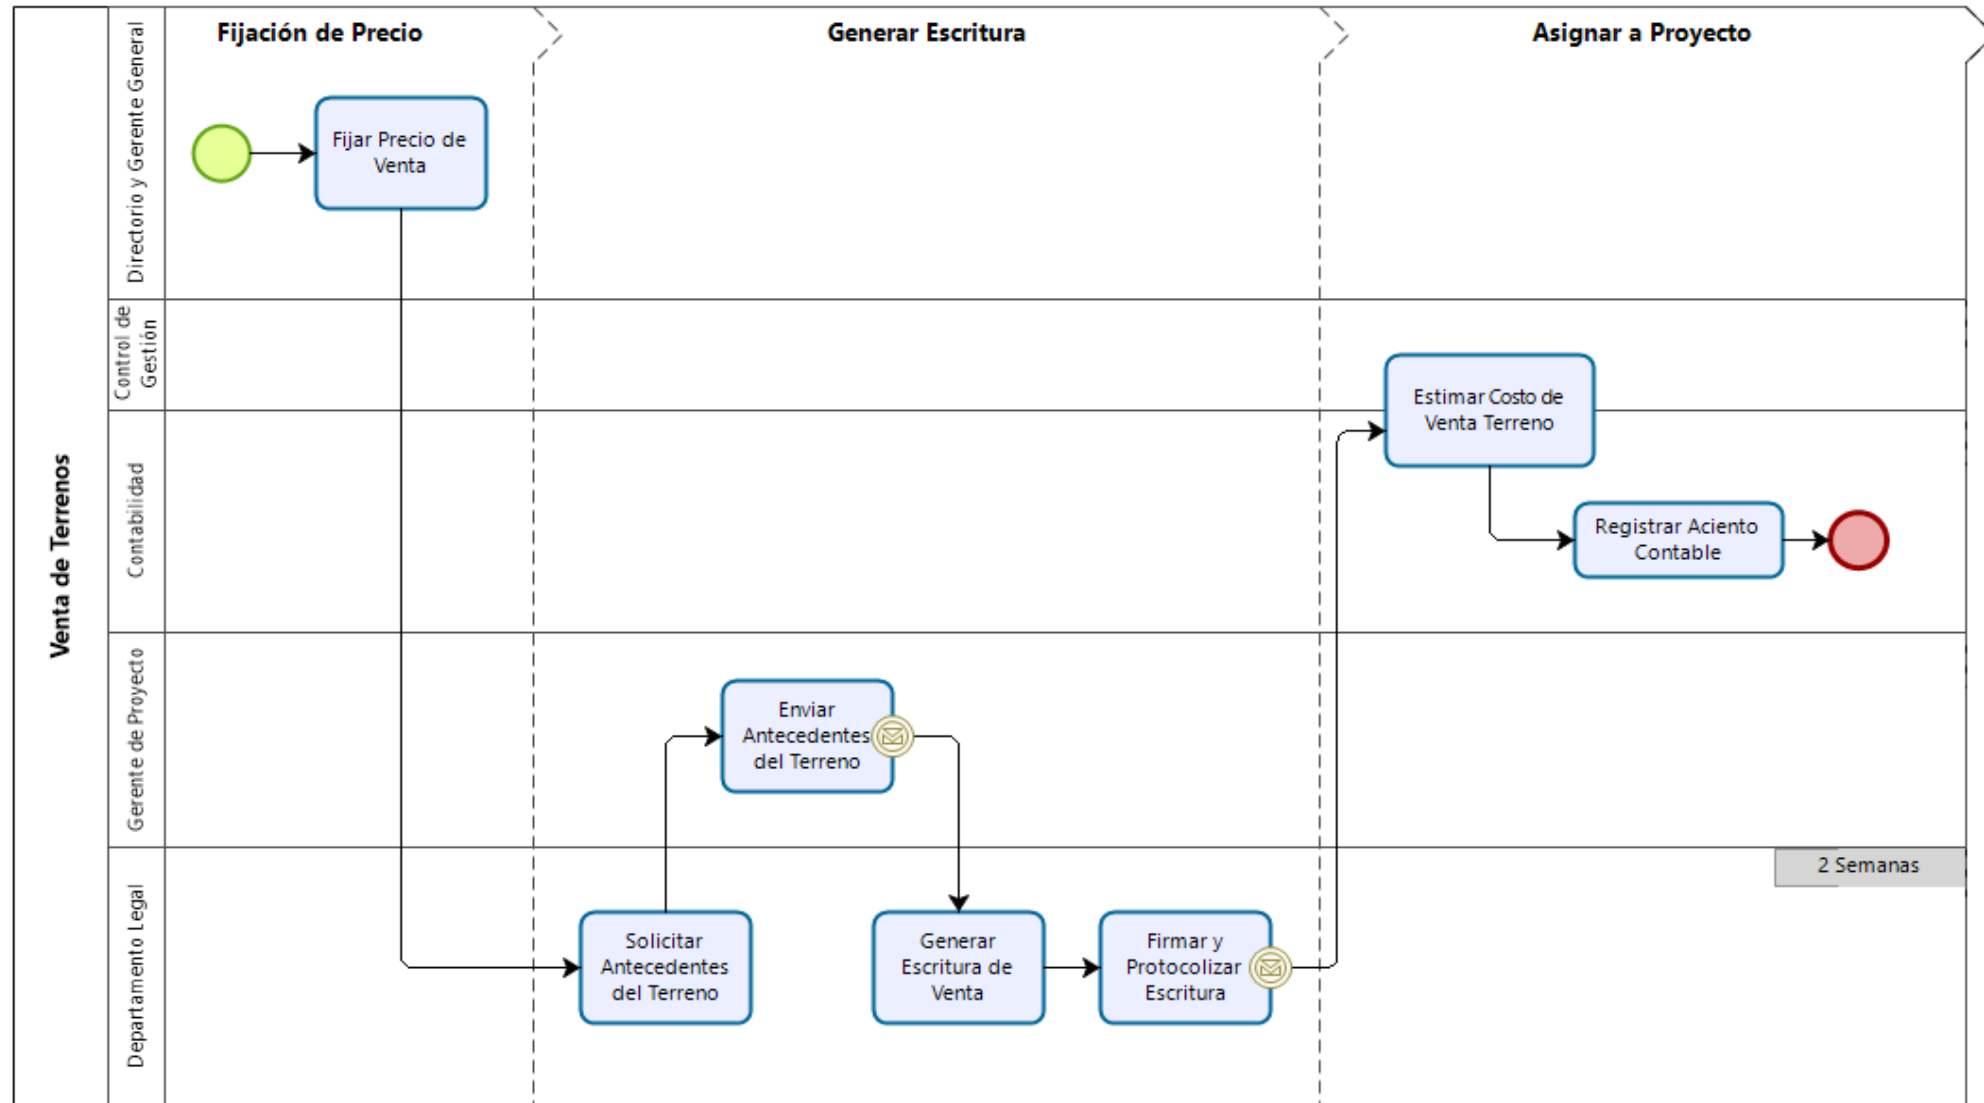 Fijación de Precio
Generar Escritura
Asignar a Proyecto
Venta de Terrenos
Directorio y Gerente General
Fijar Precio de
Venta
Control de
Gestión
Estimar Costo de
Venta Terreno
Contabilidad
Registrar Aciento
Contable
Gerente de Proyecto
Enviar
Antecedentes
del Terreno
Departamento Legal
2 Semanas
Solicitar
Antecedentes
del Terreno
Generar
Escritura de
Venta
Firmar y
Protocolizar
Escritura